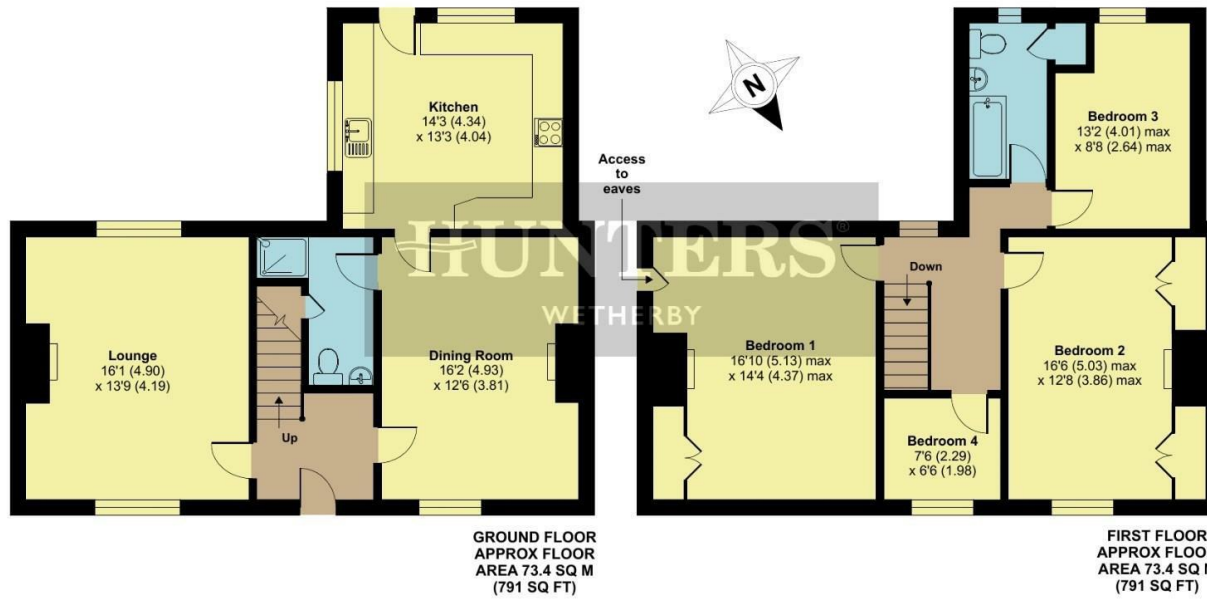 Kitchen
14'3 (4.34)
x 13'3 (4.04)
N
Bedroom 3
13'2 (4.01) max
x 8'8 (2.64) max
Access
to
eaves
HUNTERS®
WETHERBY
Lounge
16'1 (4.90)
x 13'9 (4.19)
Up
Dining Room
16'2 (4.93)
x 12'6 (3.81)
Down
Bedroom 1
16'10 (5.13) max
x 14'4 (4.37) max
Bedroom 2
16'6 (5.03) max
x 12'8 (3.86) max
Bedroom 4
7'6 (2.29)
x 6'6 (1.98)
GROUND FLOOR
APPROX FLOOR
AREA 73.4 SQ M
(791 SQ FT)
FIRST FLOOR
APPROX FLOO
AREA 73.4 SQ
(791 SQ FT)